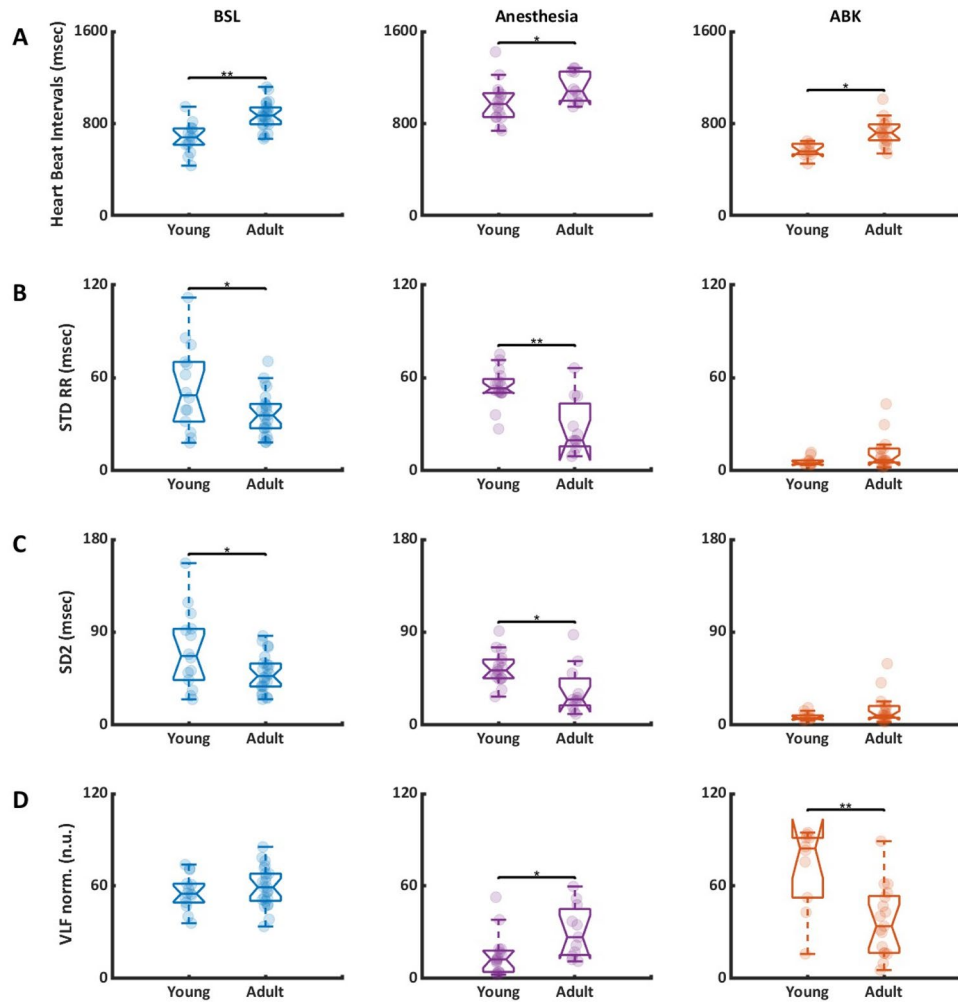 BSL Anesthesia ABK
A
Heart Beat Intervals (msec)
1600 800 0
**
Young Adult
*
1600 800 0
Young Adult
*
1600 800 0
Young Adult
B
STD RR (msec)
120 60 0
*
Young Adult
120 60 0
**
Young Adult
120 60 0
Young Adult
C
SD2 (msec)
180 90 0
*
Young Adult
180 90 0
*
Young Adult
180 90 0
Young Adult
D
VLF norm. (n.u.)
120 60 0
Young Adult
120 60 0
*
Young Adult
120 60 0
**
Young Adult